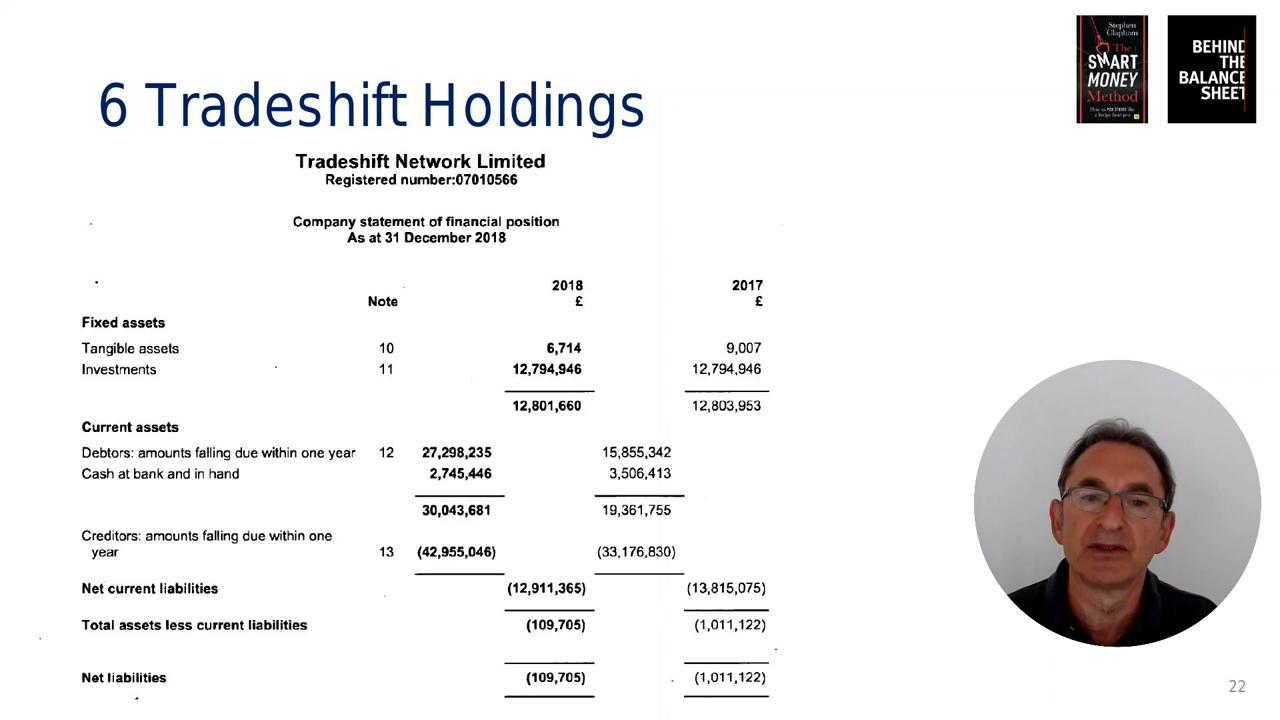 6 Tradeshift Holdings
Stephen
Clapham
The
SMART
MONEY
Method
BEHIND
THE
BALANCE
SHEET
Tradeshift Network Limited
Registered number:07010566
Company statement of financial position
As at 31 December 2018
2018 2017
Note £ £
Fixed assets
Tangible assets 10 6,714 9,007
Investments 11 12,794,946 12,794,946
12,801,660 12,803,953
Current assets
Debtors: amounts falling due within one year 12 27,298,235 15,855,342
Cash at bank and in hand 2,745,446 3,506,413
30,043,681 19,361,755
Creditors: amounts falling due within one
year 13 (42,955,046) (33,176,830)
Net current liabilities (12,911,365) (13,815,075)
Total assets less current liabilities (109,705) (1,011,122)
Net liabilities (109,705) (1,011,122)
22